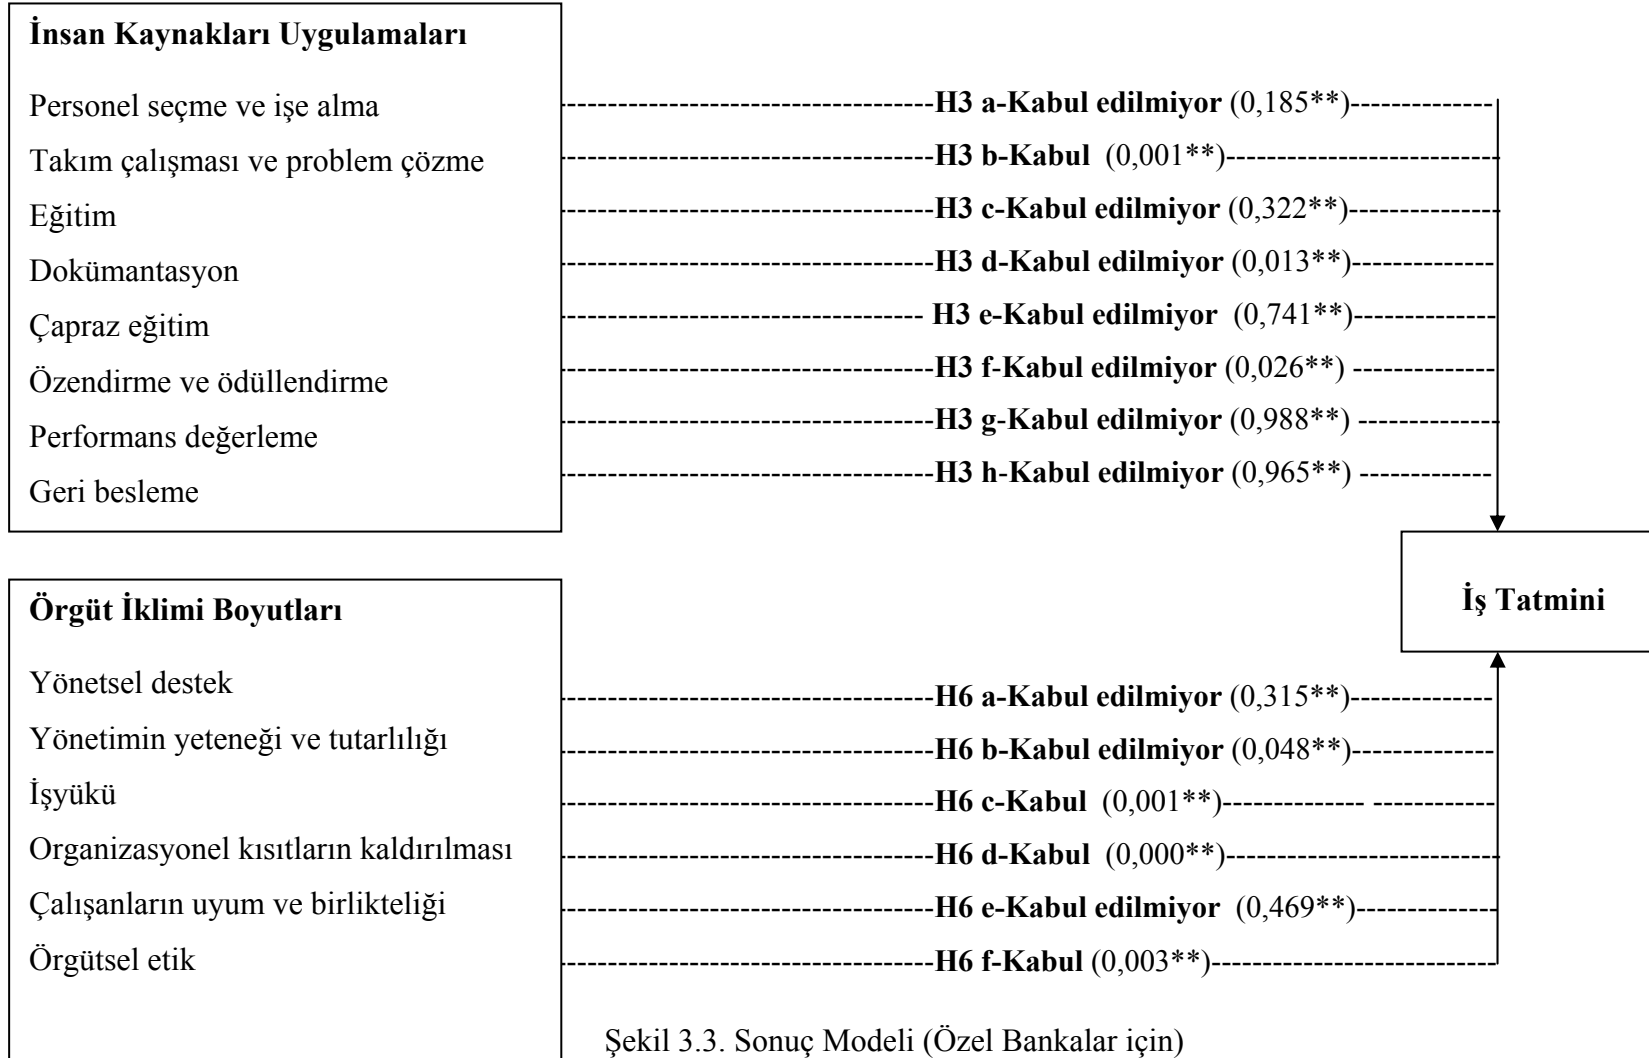 İnsan Kaynakları Uygulamaları
Personel seçme ve işe alma
Takım çalışması ve problem çözme
Eğitim
Dokümantasyon
Çapraz eğitim
Özendirme ve ödüllendirme
Performans değerleme
Geri besleme
H3 a-Kabul edilmiyor (0,185**)
H3 b-Kabul (0,001**)
H3 c-Kabul edilmiyor (0,322**)
H3 d-Kabul edilmiyor (0,013**)
H3 e-Kabul edilmiyor (0,741**)
H3 f-Kabul edilmiyor (0,026**)
H3 g-Kabul edilmiyor (0,988**)
H3 h-Kabul edilmiyor (0,965**)
İş Tatmini
Örgüt İklimi Boyutları
Yönetsel destek
Yönetimin yeteneği ve tutarlılığı
İşyükü
Organizasyonel kısıtların kaldırılması
Çalışanların uyum ve birlikteliği
Örgütsel etik
H6 a-Kabul edilmiyor (0,315**)
H6 b-Kabul edilmiyor (0,048**)
H6 c-Kabul (0,001**)
H6 d-Kabul (0,000**)
H6 e-Kabul edilmiyor (0,469**)
H6 f-Kabul (0,003**)
Şekil 3.3. Sonuç Modeli (Özel Bankalar için)